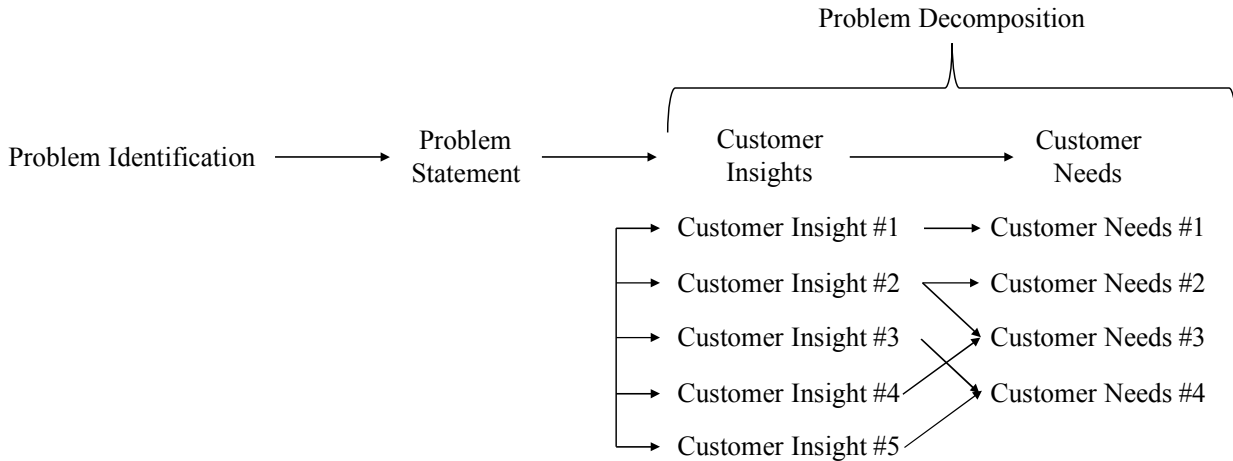 Problem Decomposition
Problem Identification
Problem
Statement
Customer
Insights
Customer
Needs
Customer Insight #1
Customer Needs #1
Customer Insight #2
Customer Needs #2
Customer Insight #3
Customer Needs #3
Customer Insight #4
Customer Needs #4
Customer Insight #5